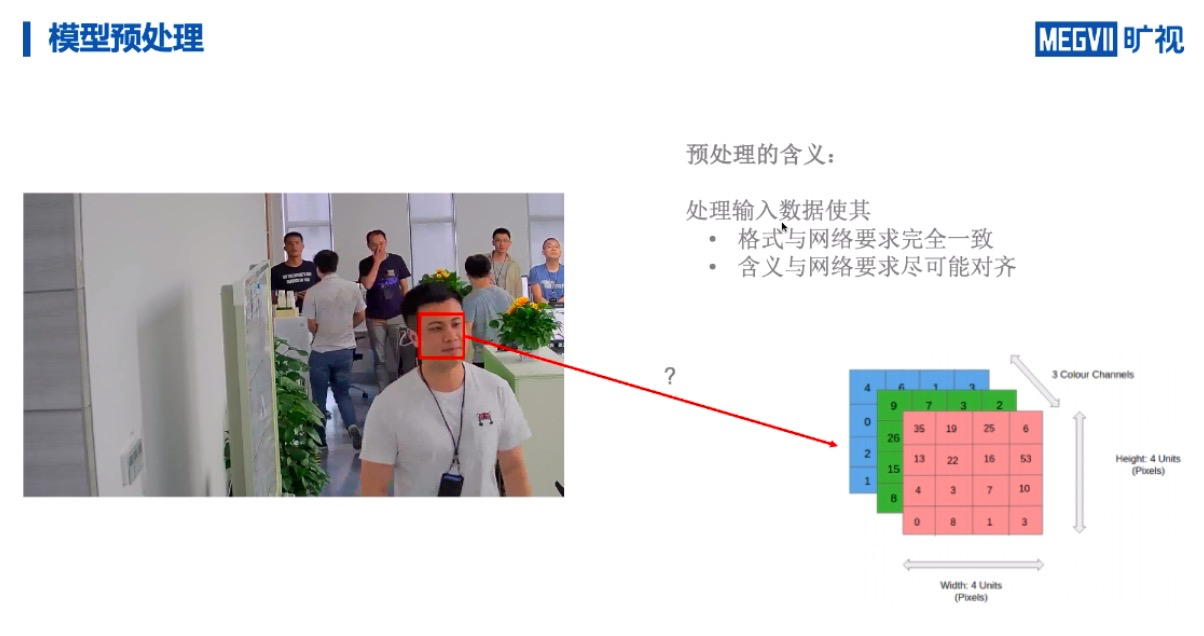 模型预处理
MEGVII 旷视
预处理的含义：
处理输入数据使其
• 格式与网络要求完全一致
• 含义与网络要求尽可能对齐
?
3 Colour Channels
4 6 1 3
9 7 3 2
35 19 25 6
0
26
13 22 16 53
2
15
4 3 7 10
1
8
0 8 1 3
Height: 4 Units
(Pixels)
Width: 4 Units
(Pixels)